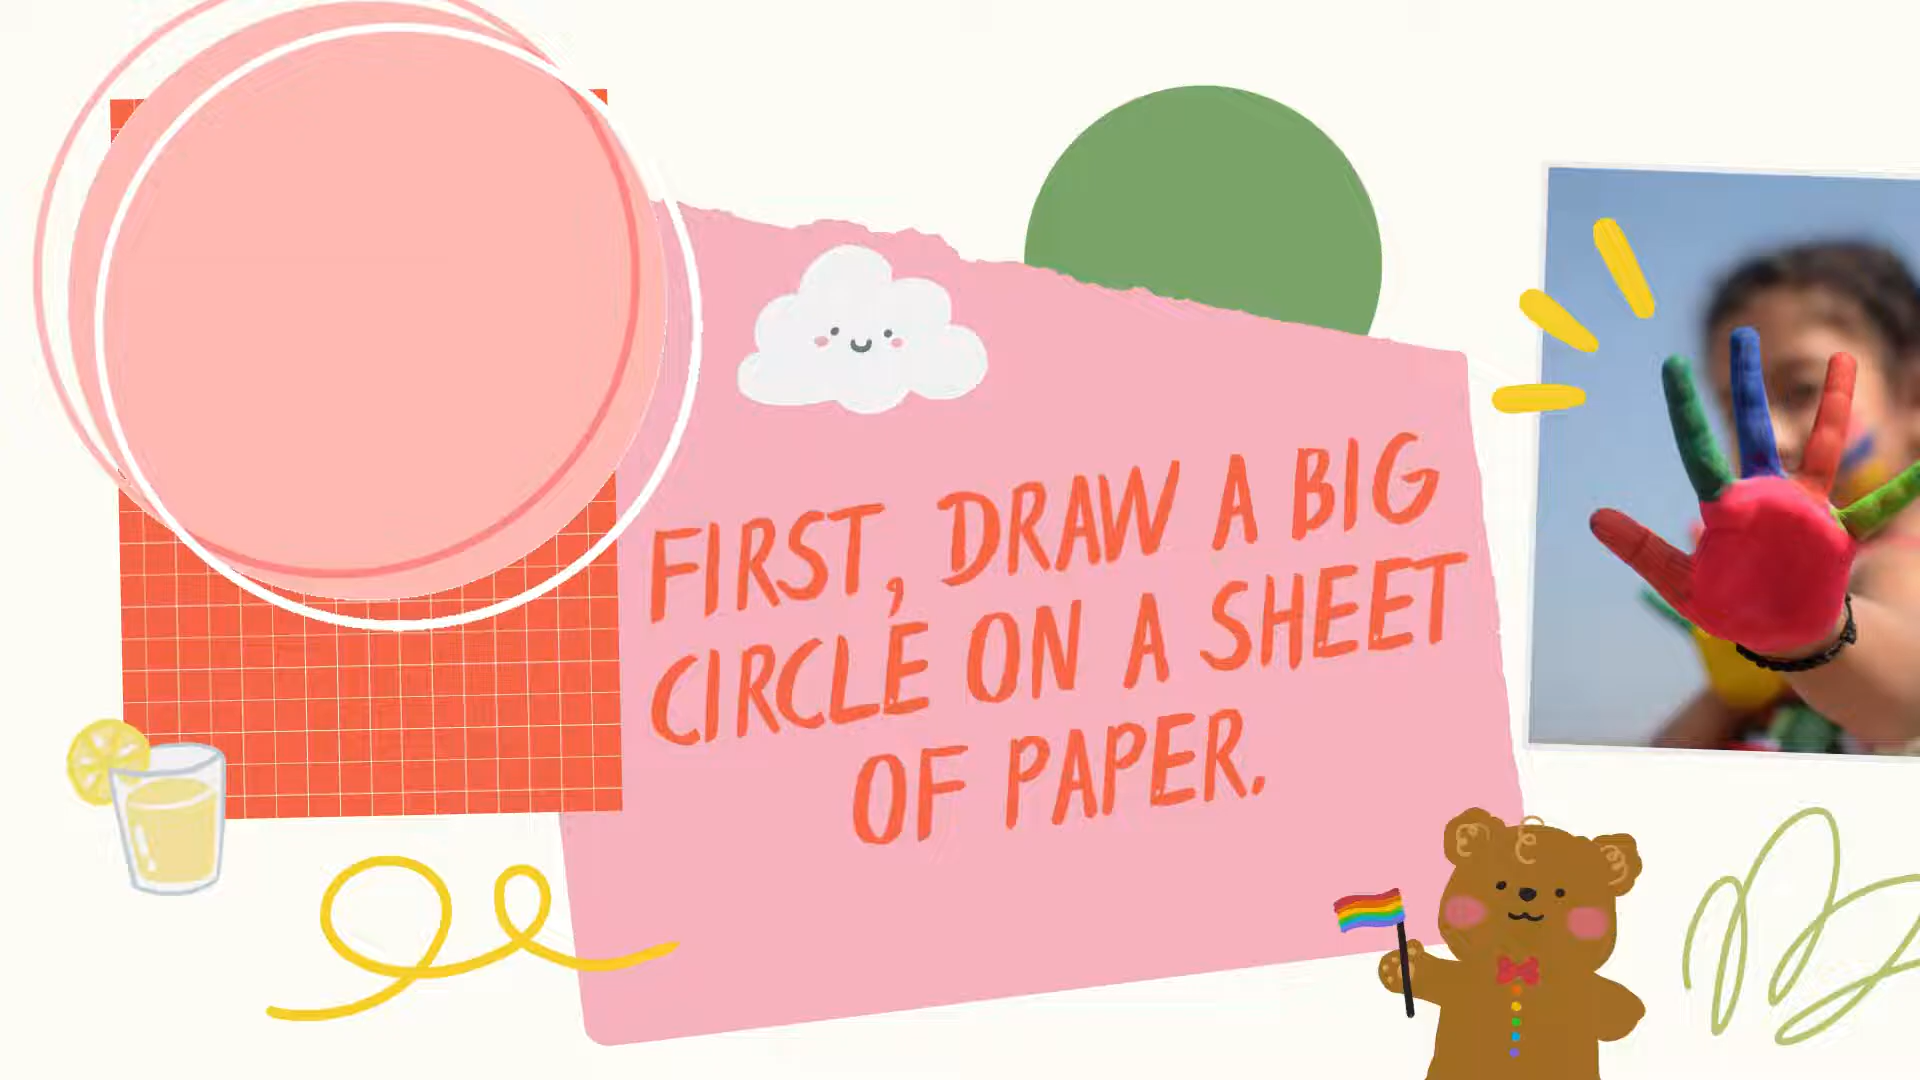 FIRST, DRAW A BIG
CIRCLE ON A SHEET
OF PAPER.